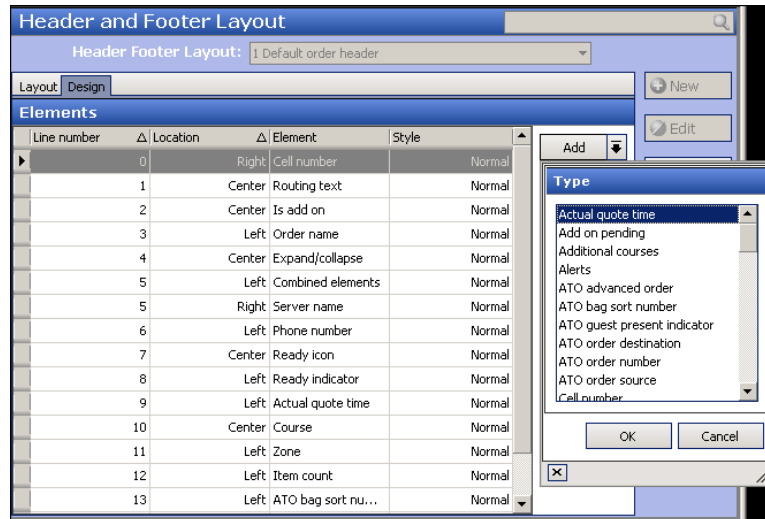 Header and Footer Layout
Header Footer Layout: 1 Default order header
Layout Design
New
Elements
Edit
Line number Location Element Style
Add
0 Right Cell number Normal
1 Center Routing text Normal
2 Center Is add on Normal
3 Left Order name Normal
4 Center Expand/collapse Normal
5 Left Combined elements Normal
5 Right Server name Normal
6 Left Phone number Normal
7 Center Ready icon Normal
8 Left Ready indicator Normal
9 Left Actual quote time Normal
10 Center Course Normal
11 Left Zone Normal
12 Left Item count Normal
13 Left ATO bag sort nu... Normal
Type
Actual quote time
Add on pending
Additional courses
Alerts
ATO advanced order
ATO bag sort number
ATO guest present indicator
ATO order destination
ATO order number
ATO order source
Cell number
OK Cancel